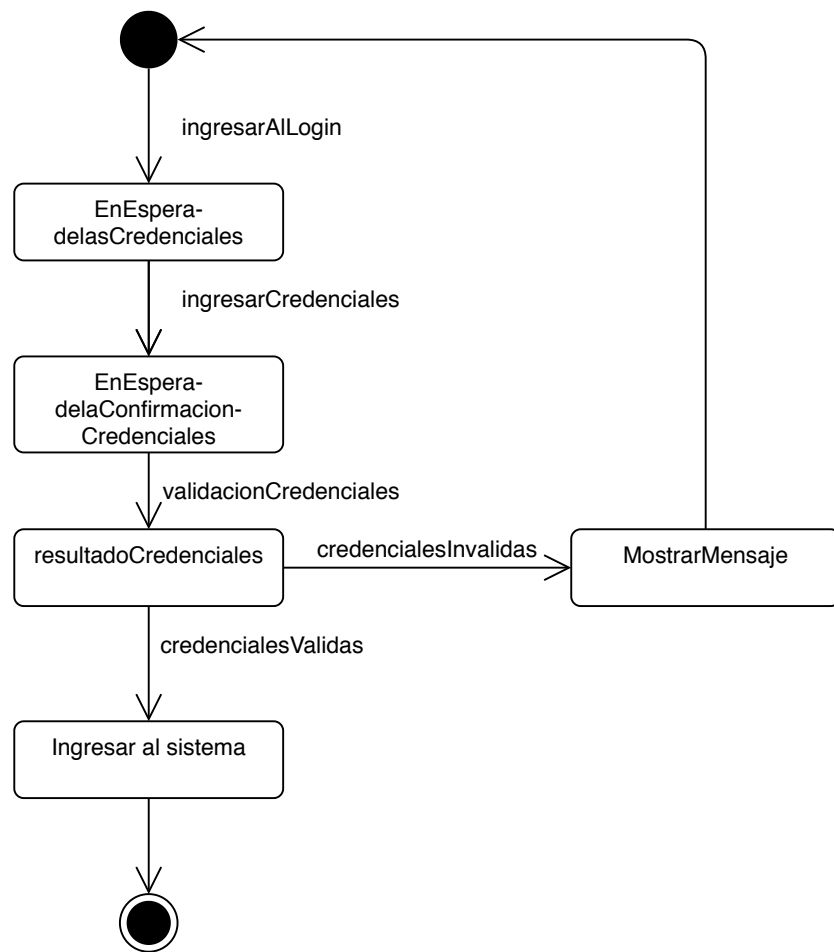 ingresarAlLogin
EnEspera-
delasCredenciales
ingresarCredenciales
EnEspera-
delaConfirmacion-
Credenciales
validacionCredenciales
resultadoCredenciales
credencialesInvalidas
MostrarMensaje
credencialesValidas
Ingresar al sistema